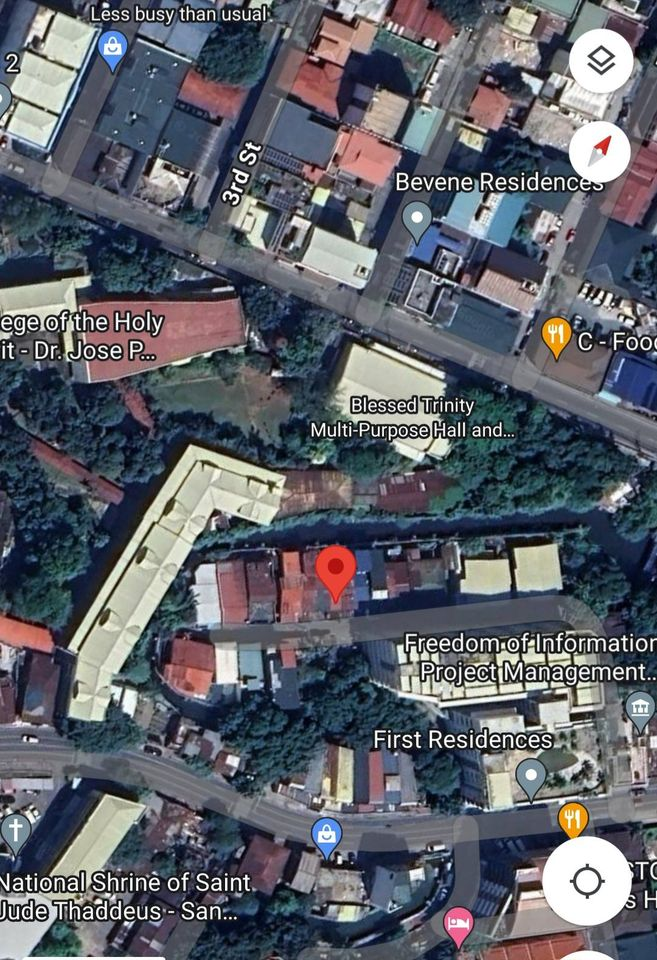 Less busy than usual
2
3rd St
Bevene Residences
ege of the Holy
it - Dr. Jose P...
C - Food
Blessed Trinity
Multi-Purpose Hall and...
Freedom of Information
Project Management...
First Residences
National Shrine of Saint
Jude Thaddeus - San...